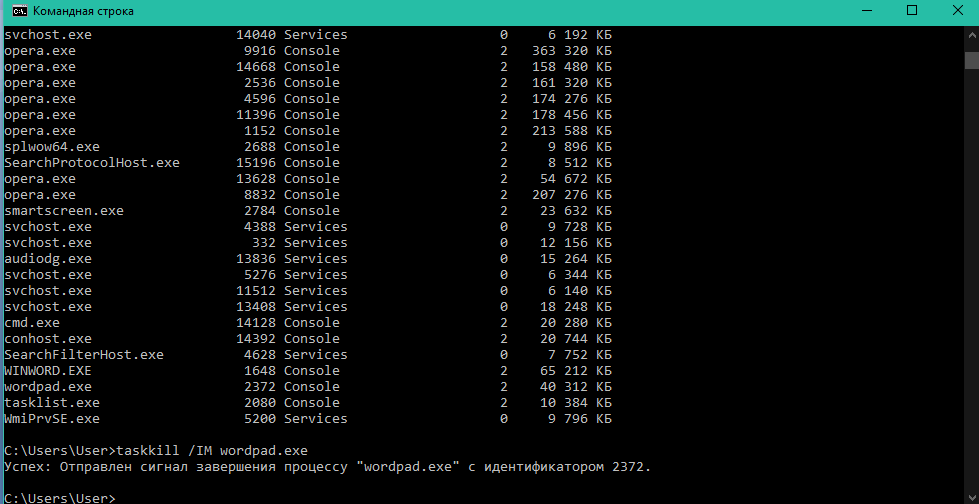 Командная строка
svchost.exe 14040 Services 0 6 192 КБ
opera.exe 9916 Console 2 363 320 КБ
opera.exe 14668 Console 2 158 480 КБ
opera.exe 2536 Console 2 161 320 КБ
opera.exe 4596 Console 2 174 276 КБ
opera.exe 11396 Console 2 178 456 КБ
opera.exe 1152 Console 2 213 588 КБ
splwow64.exe 2688 Console 2 9 896 КБ
SearchProtocolHost.exe 15196 Console 2 8 512 КБ
opera.exe 13628 Console 2 54 672 КБ
opera.exe 8832 Console 2 207 276 КБ
smartscreen.exe 2784 Console 2 23 632 КБ
svchost.exe 4388 Services 0 9 728 КБ
svchost.exe 332 Services 0 12 156 КБ
audiodg.exe 13836 Services 0 15 264 КБ
svchost.exe 5276 Services 0 6 344 КБ
svchost.exe 11512 Services 0 6 140 КБ
svchost.exe 13408 Services 0 18 248 КБ
cmd.exe 14128 Console 2 20 280 КБ
conhost.exe 14392 Console 2 20 744 КБ
SearchFilterHost.exe 4628 Services 0 7 752 КБ
WINWORD.EXE 1648 Console 2 65 212 КБ
wordpad.exe 2372 Console 2 40 312 КБ
tasklist.exe 2080 Console 2 10 384 КБ
WmiPrvSE.exe 5200 Services 0 9 796 КБ
C:\Users\User>taskkill /IM wordpad.exe
Успех: Отправлен сигнал завершения процессу "wordpad.exe" с идентификатором 2372.
C:\Users\User>